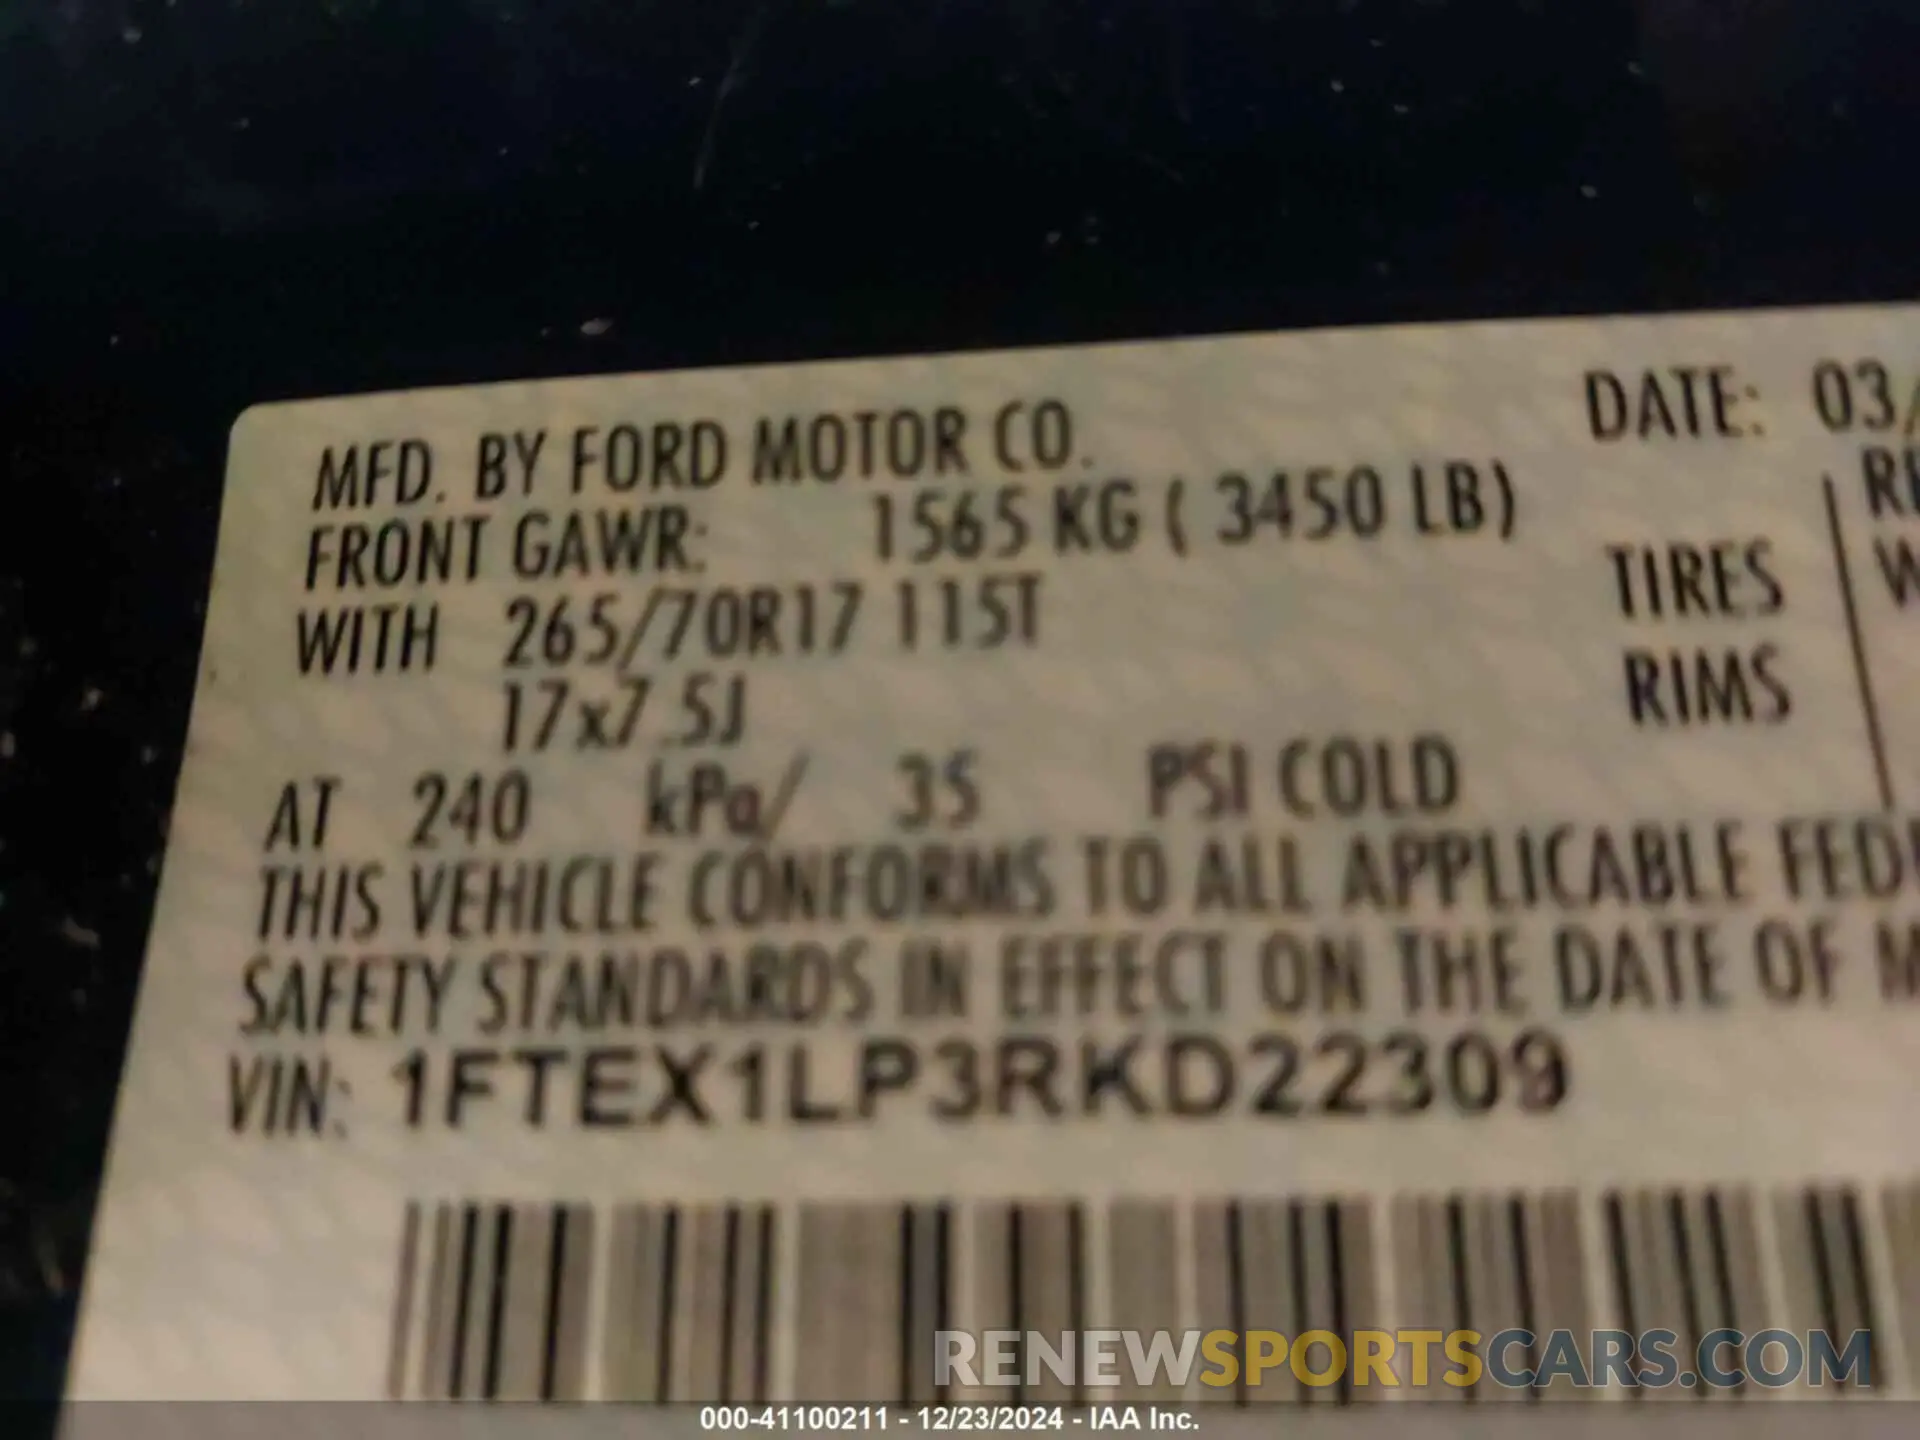 MFD. BY FORD MOTOR CO.
DATE: 03/
FRONT GAWR: 1565 KG ( 3450 LB)
WITH 265/70R17 115T
TIRES
17x7.5J
RIMS
AT 240 kPa/ 35 PSI COLD
THIS VEHICLE CONFORMS TO ALL APPLICABLE
SAFETY STANDARDS IN EFFECT ON THE DATE OF
VIN: 1FTEX1LP3RKD22309
RENEWSPORTSCARS.COM
000-41100211 - 12/23/2024 - IAA Inc.